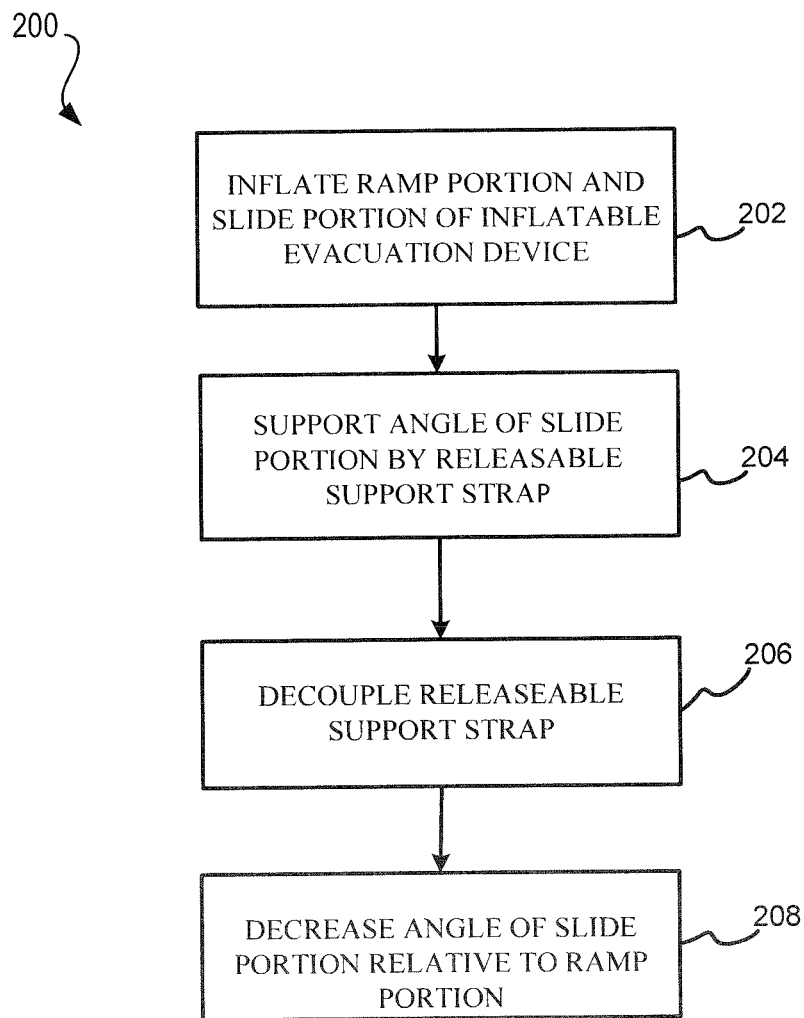 200
INFLATE RAMP PORTION AND
SLIDE PORTION OF INFLATABLE
EVACUATION DEVICE
202
SUPPORT ANGLE OF SLIDE
PORTION BY RELEASABLE
SUPPORT STRAP
204
DECOUPLE RELEASEABLE
SUPPORT STRAP
206
DECREASE ANGLE OF SLIDE
PORTION RELATIVE TO RAMP
PORTION
208